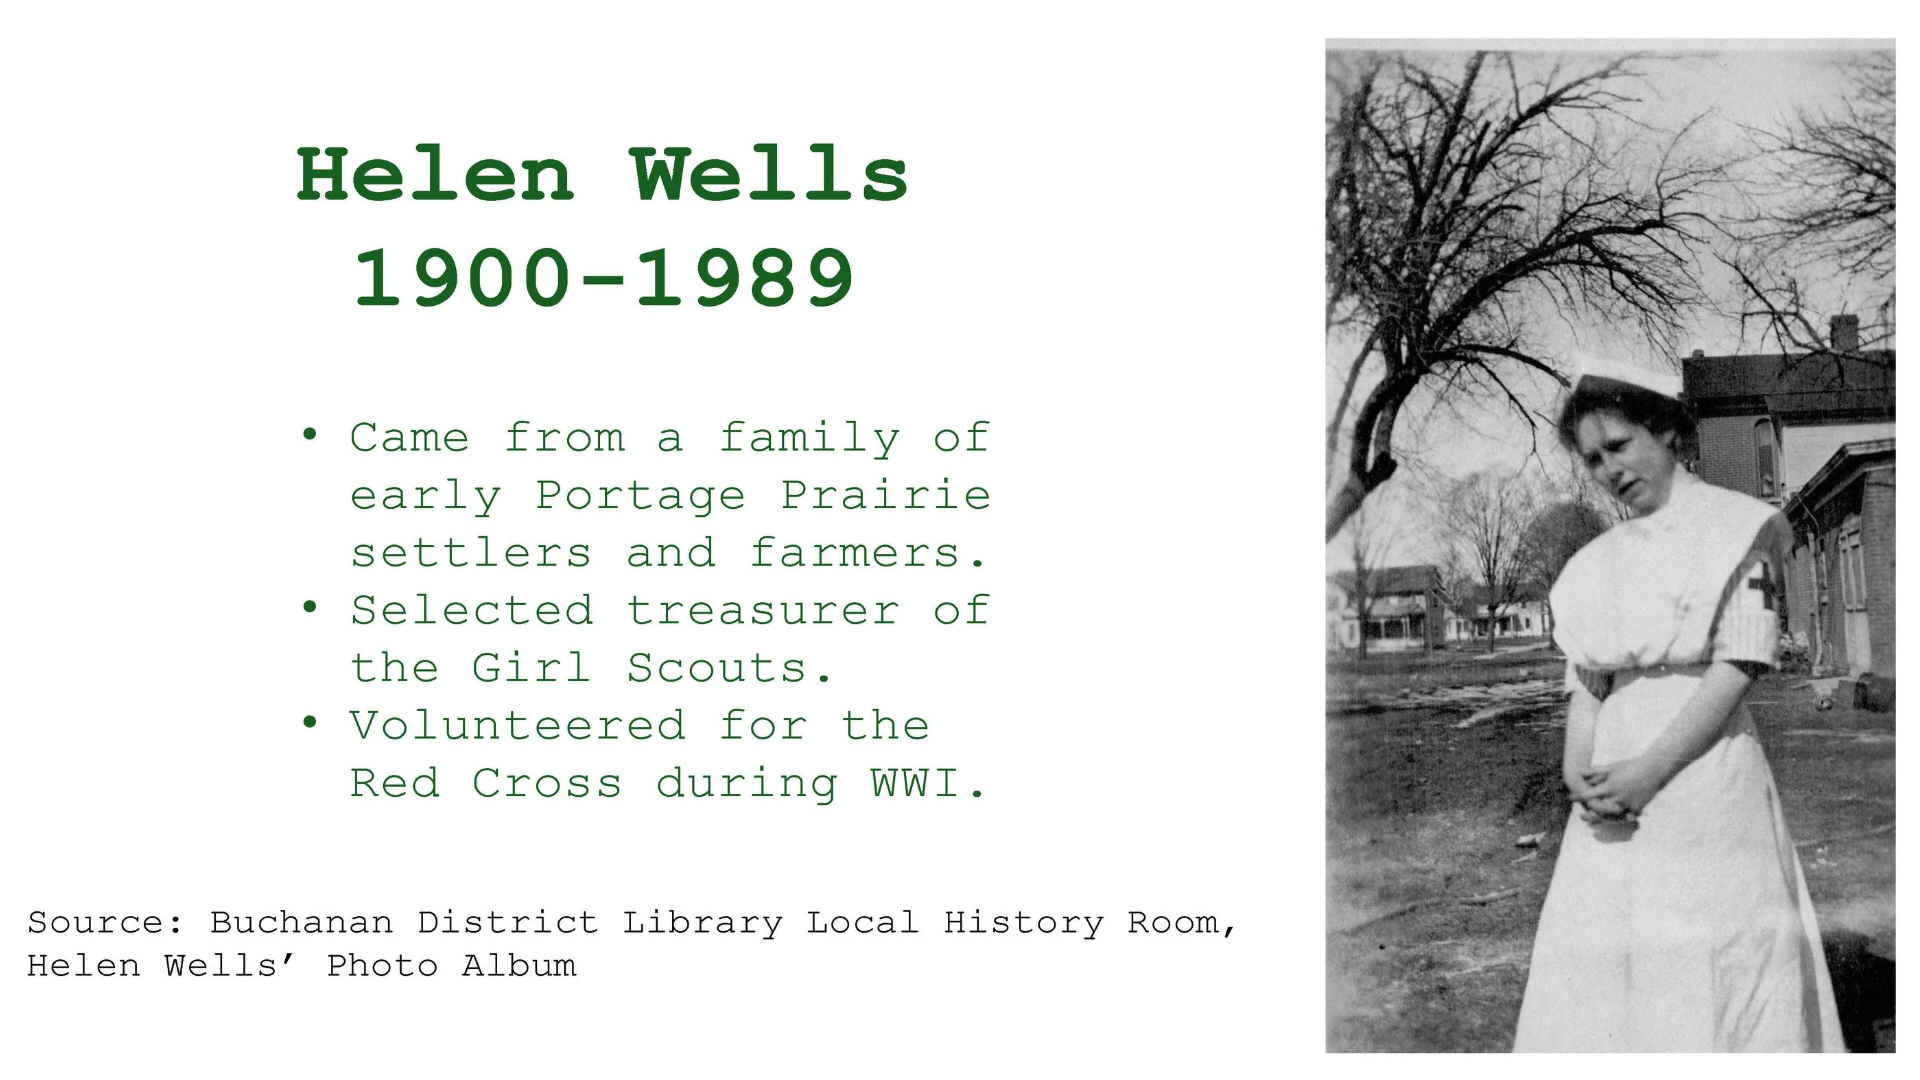 Helen Wells
1900-1989
• Came from a family of
early Portage Prairie
settlers and farmers.
• Selected treasurer of
the Girl Scouts.
• Volunteered for the
Red Cross during WWI.
Source: Buchanan District Library Local History Room,
Helen Wells’ Photo Album